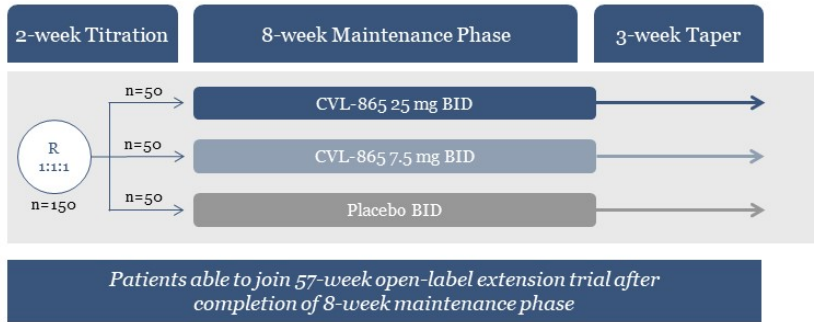 2-week Titration
8-week Maintenance Phase
3-week Taper
n=50
CVL-865 25 mg BID
R
1:1:1
n=50
CVL-865 7.5 mg BID
n=150
n=50
Placebo BID
Patients able to join 57-week open-label extension trial after
completion of 8-week maintenance phase